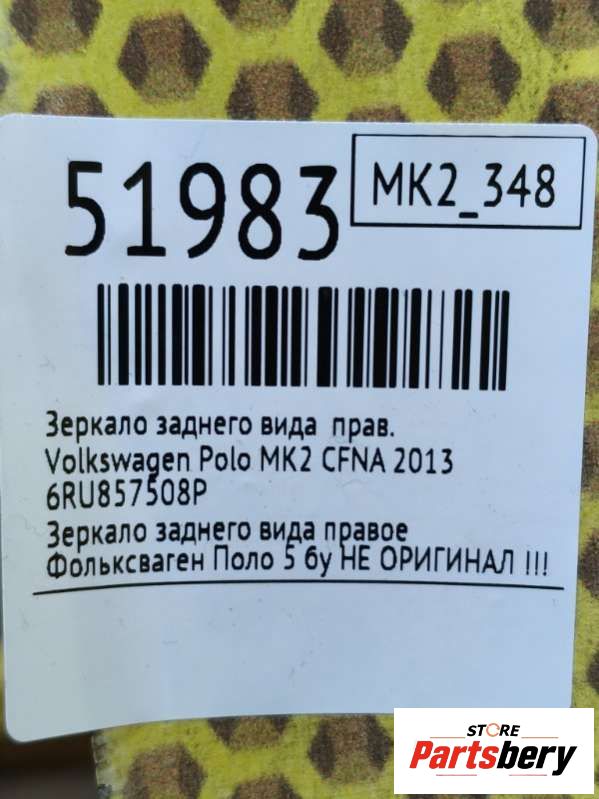 51983
MK2_348
Зеркало заднего вида прав.
Volkswagen Polo MK2 CFNA 2013
6RU857508P
Зеркало заднего вида правое
Фольксваген Поло 5 бу НЕ ОРИГИНАЛ !!!
STORE
Partsbery